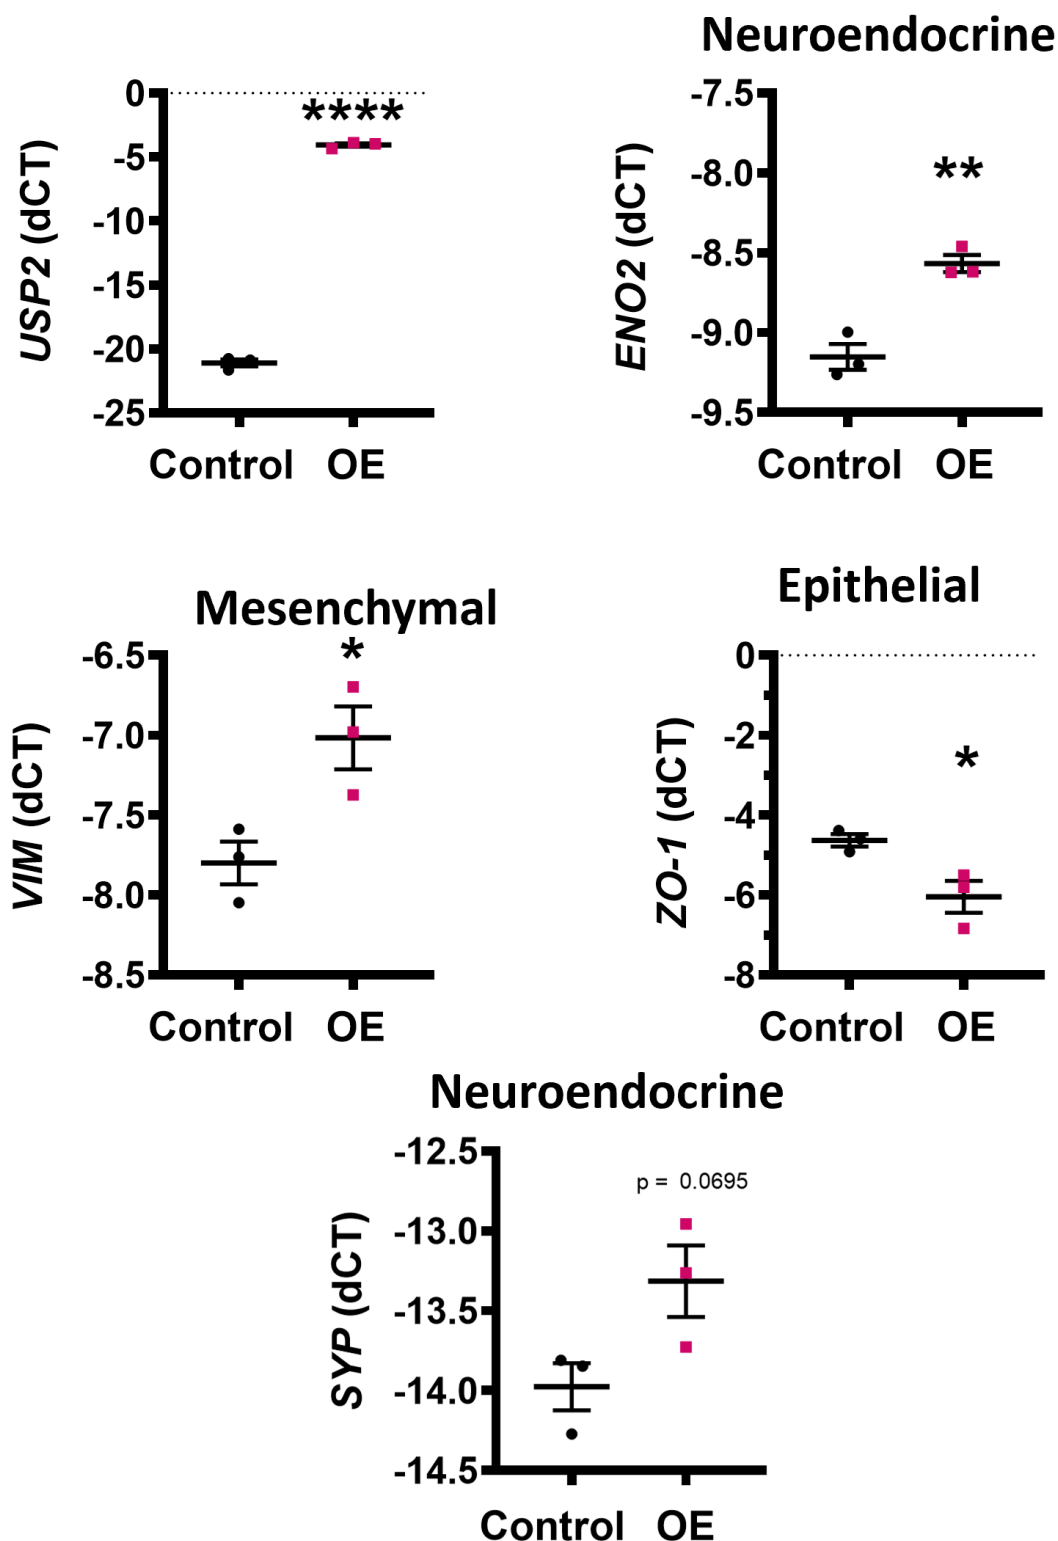 Neuroendocrine
USP2 (dCT)
0
-5
-10
-15
-20
-25
****
Control OE
ENO2 (dCT)
-7.5
-8.0
-8.5
-9.0
-9.5
**
Control OE
Mesenchymal
VIM (dCT)
-6.5
-7.0
-7.5
-8.0
-8.5
*
Control OE
Epithelial
ZO-1 (dCT)
0
-2
-4
-6
-8
*
Control OE
Neuroendocrine
SYP (dCT)
-12.5
-13.0
-13.5
-14.0
-14.5
p = 0.0695
Control OE